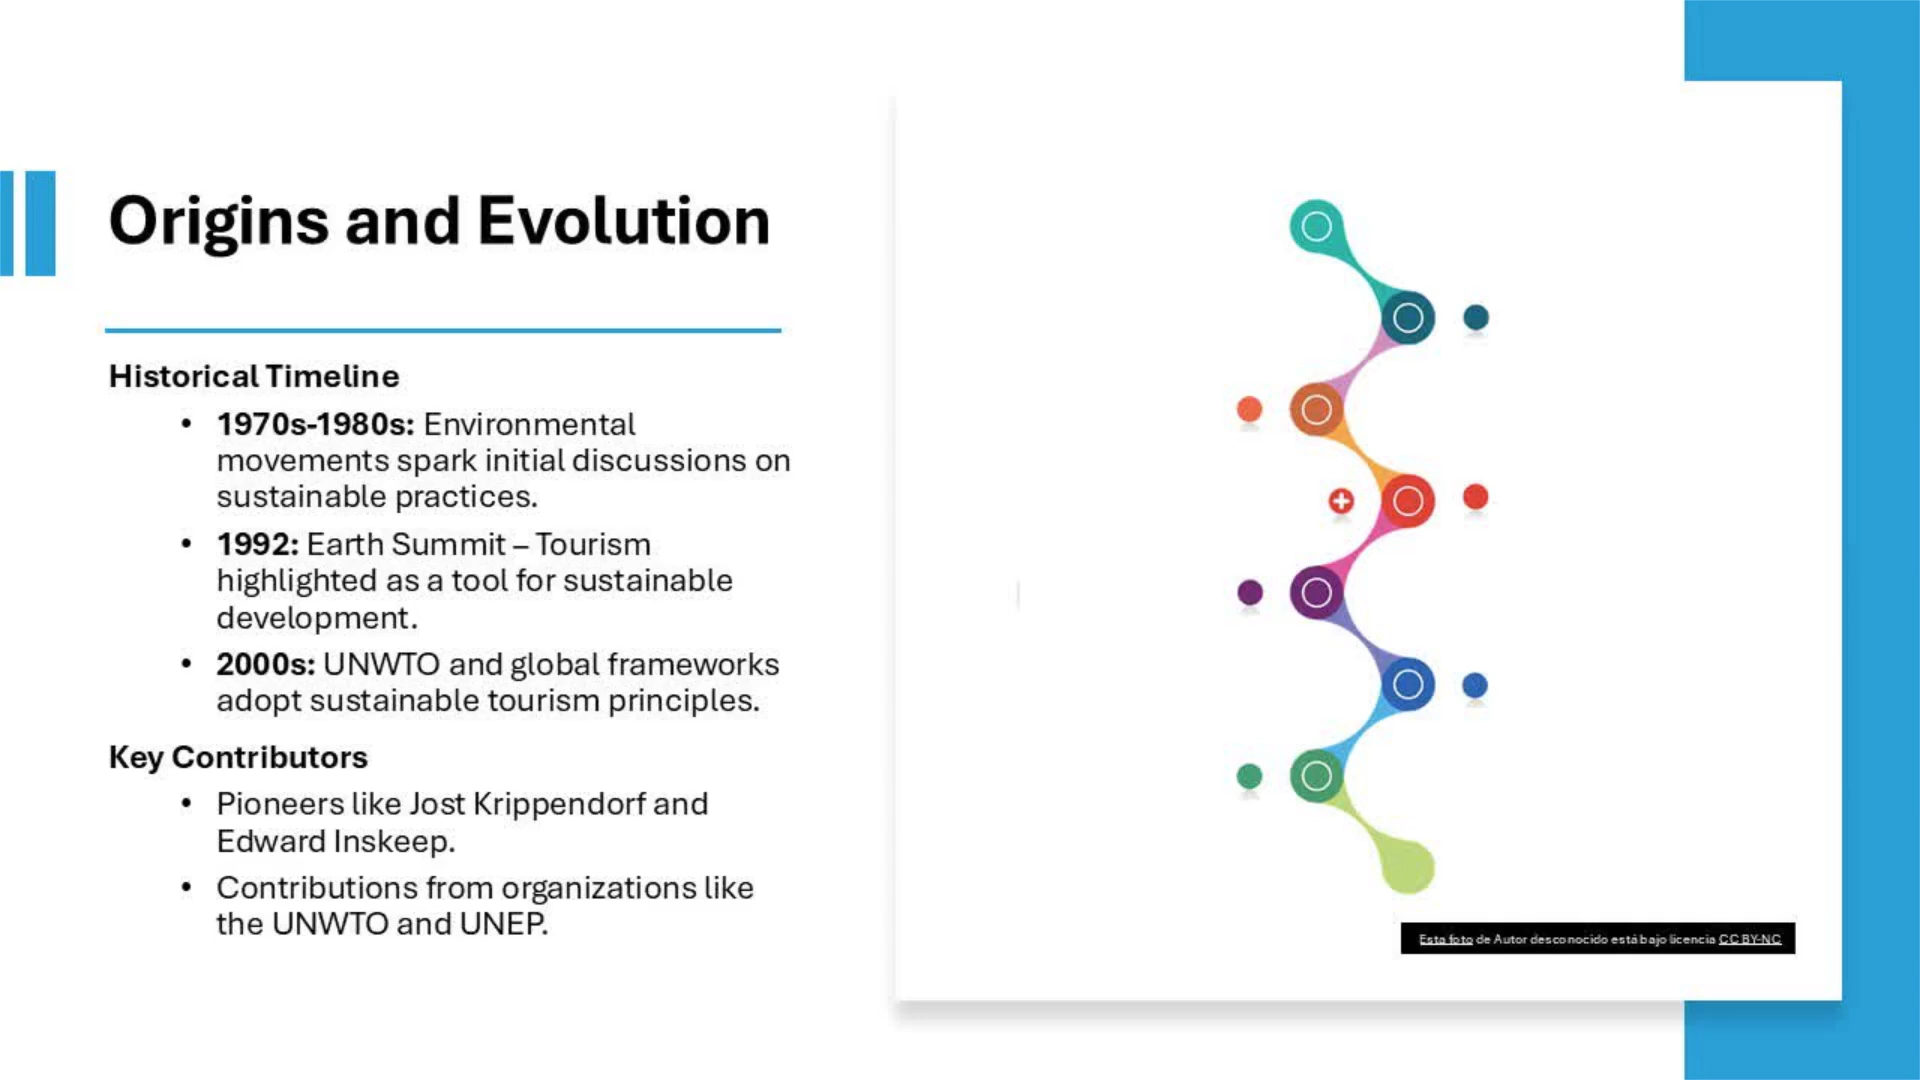 Origins and Evolution
Historical Timeline
• 1970s-1980s: Environmental
movements spark initial discussions on
sustainable practices.
• 1992: Earth Summit – Tourism
highlighted as a tool for sustainable
development.
• 2000s: UNWTO and global frameworks
adopt sustainable tourism principles.
Key Contributors
• Pioneers like Jost Krippendorf and
Edward Inskeep.
• Contributions from organizations like
the UNWTO and UNEP.
Esta foto de Autor desconocido está bajo licencia CC BY-NC